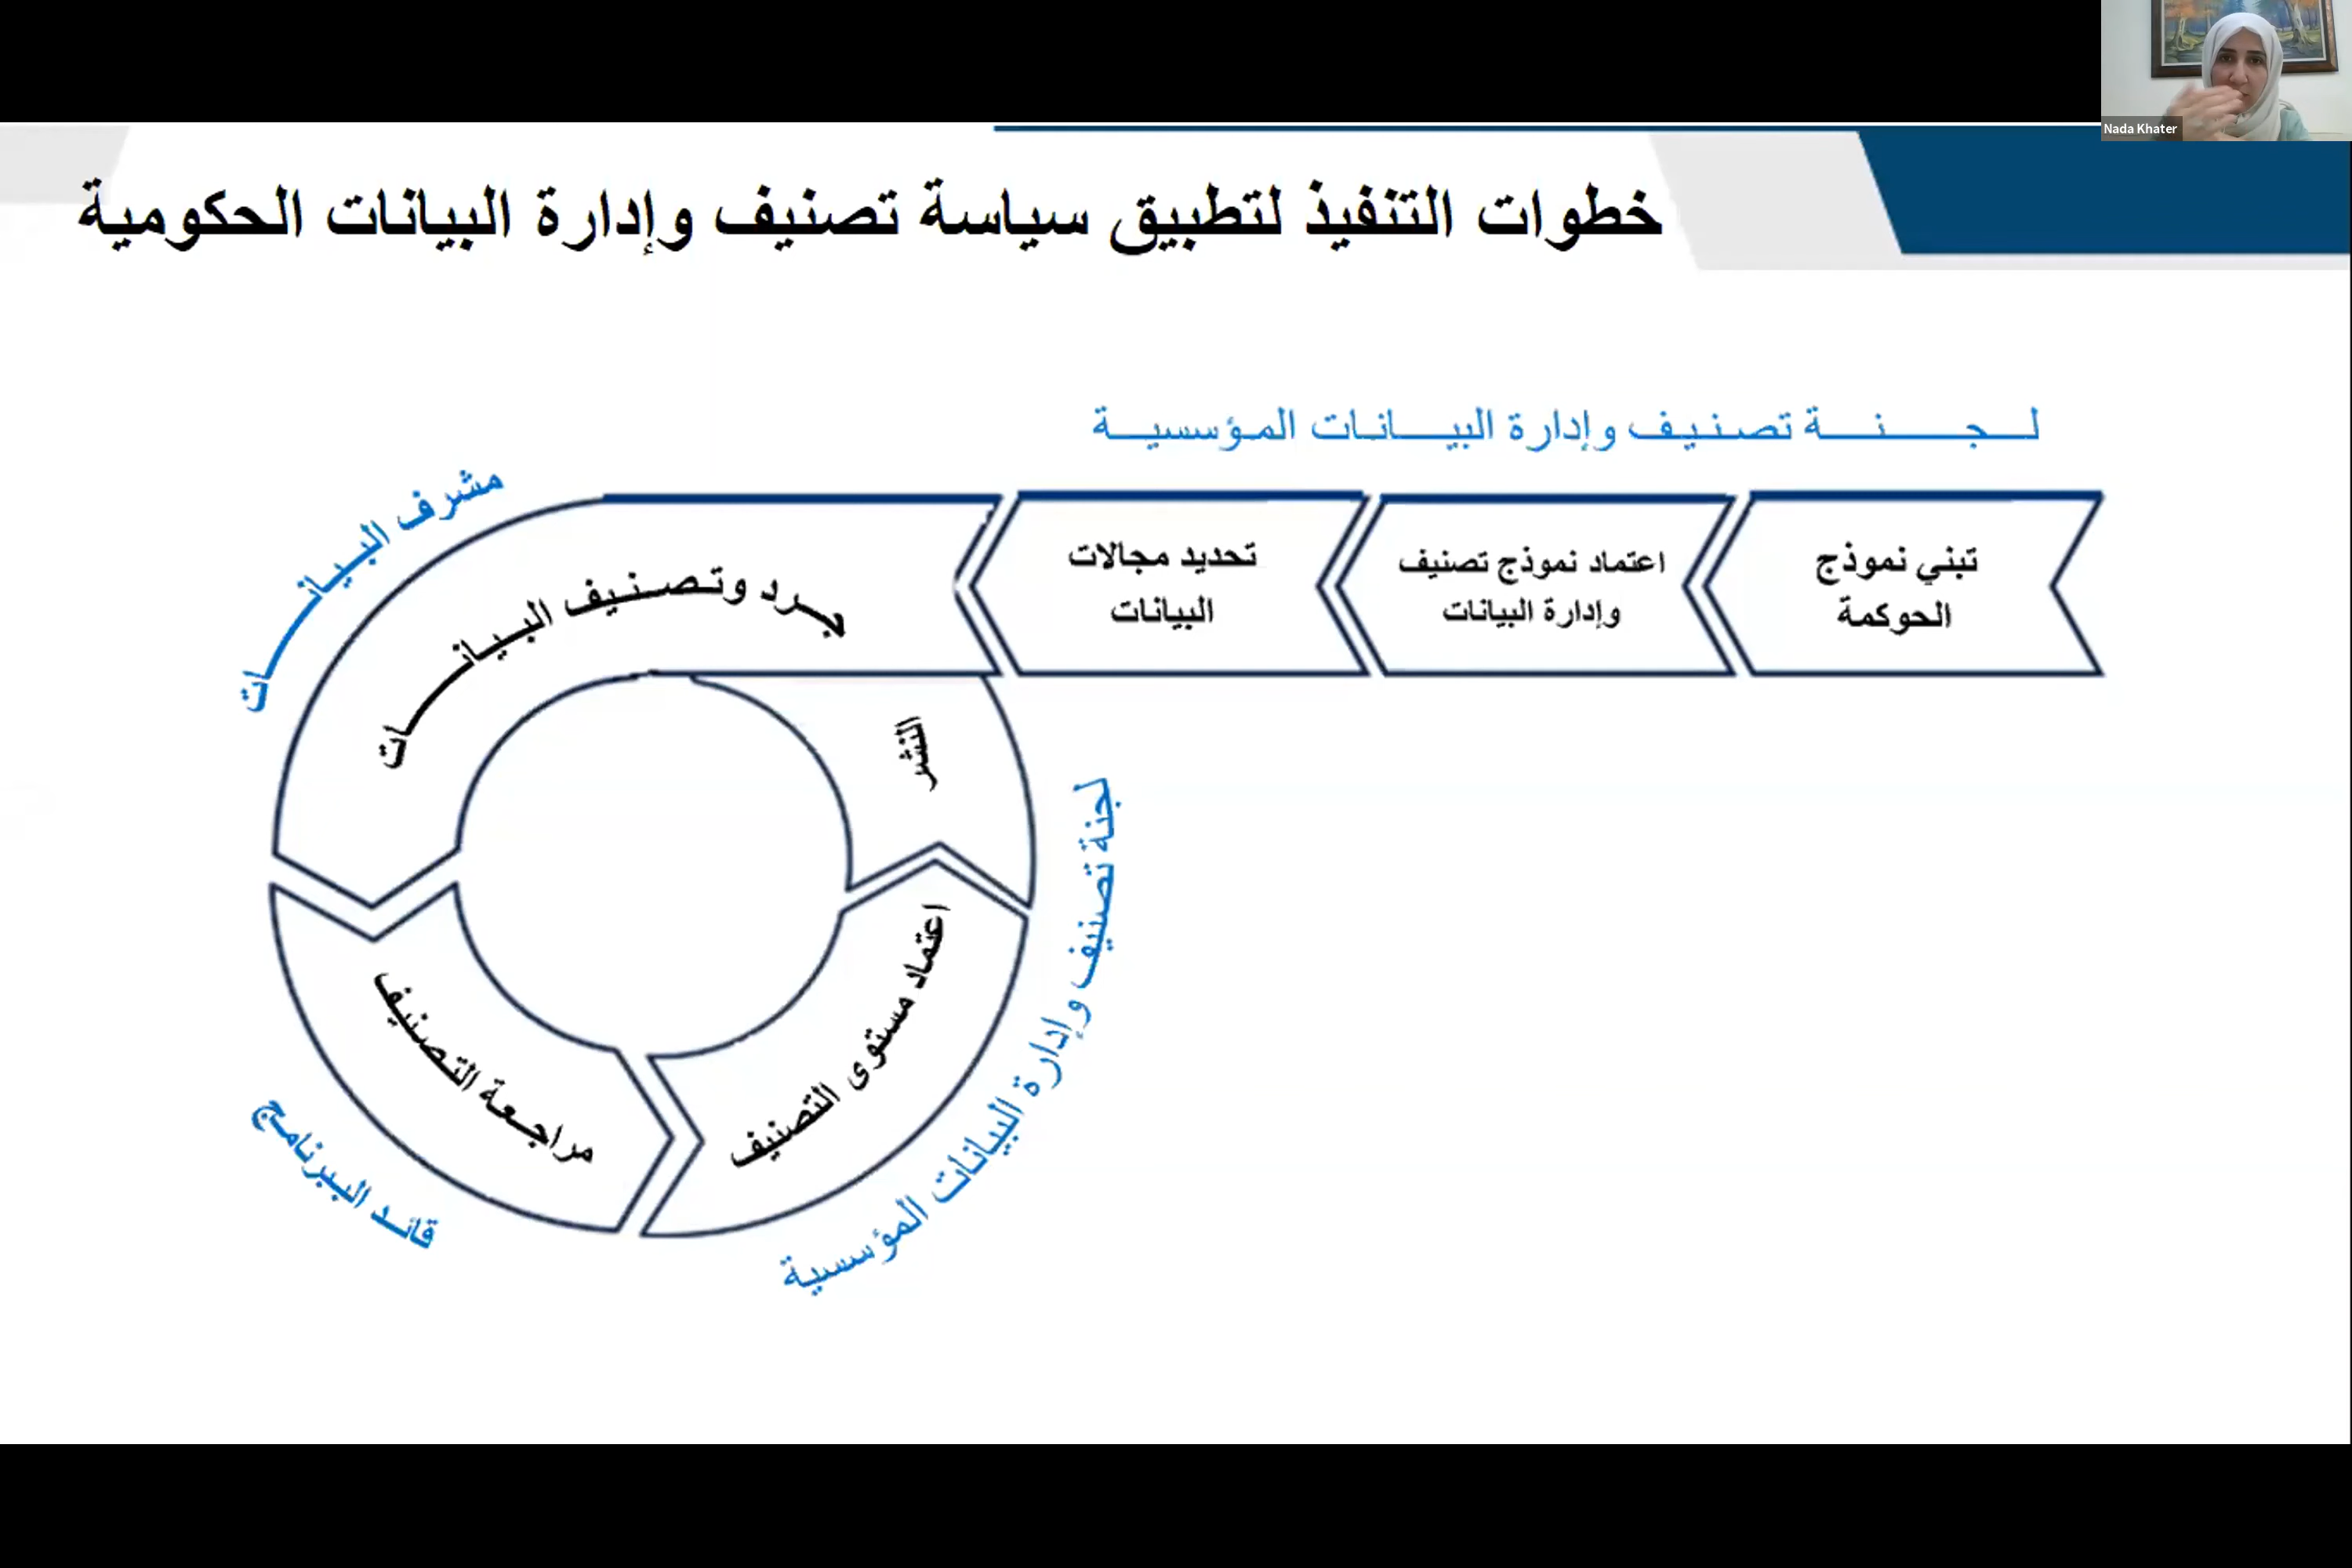 Nada Khater
خطوات التنفيذ لتطبيق سياسة تصنيف وإدارة البيانات الحكومية
لجنة تصنيف وإدارة البيانات المؤسسية
تبني نموذج
الحوكمة
اعتماد نموذج تصنيف
وإدارة البيانات
تحديد مجالات
البيانات
جرد وتصنيف البيانات
مشرف البيانات
مراجعة التصنيف
قائد الببرنامج
اعتماد مستوى التصنيف
النشر
لجنة تصنيف وإدارة البيانات المؤسسية